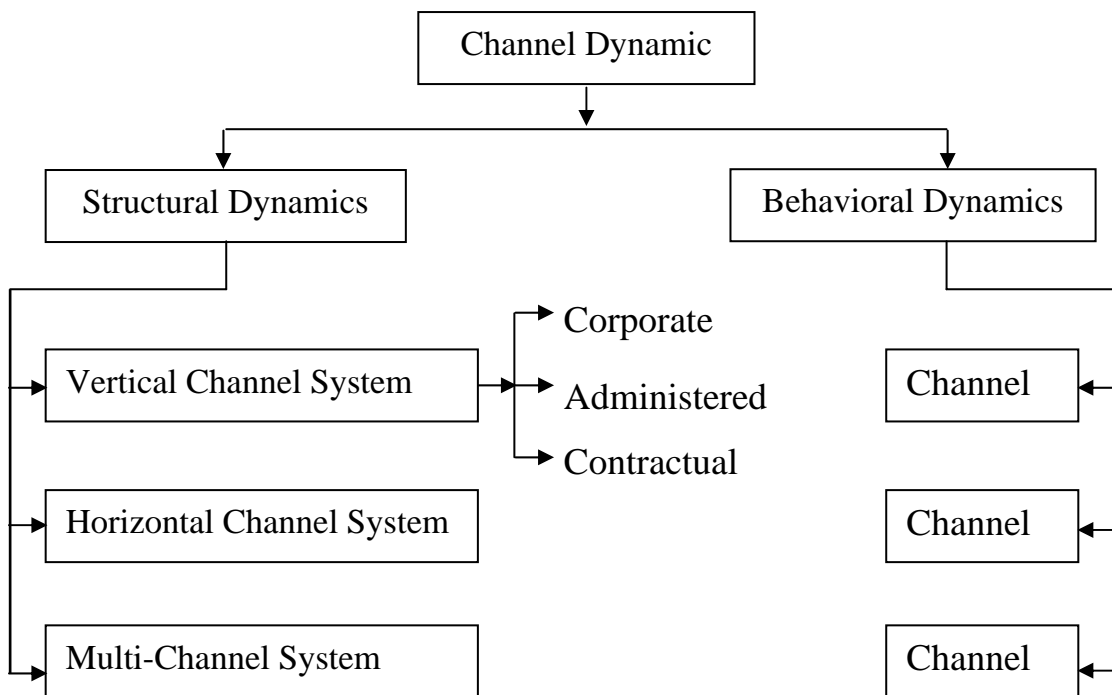 Channel Dynamic
Structural Dynamics
Behavioral Dynamics
Vertical Channel System
Corporate
Administered
Contractual
Channel
Horizontal Channel System
Channel
Multi-Channel System
Channel